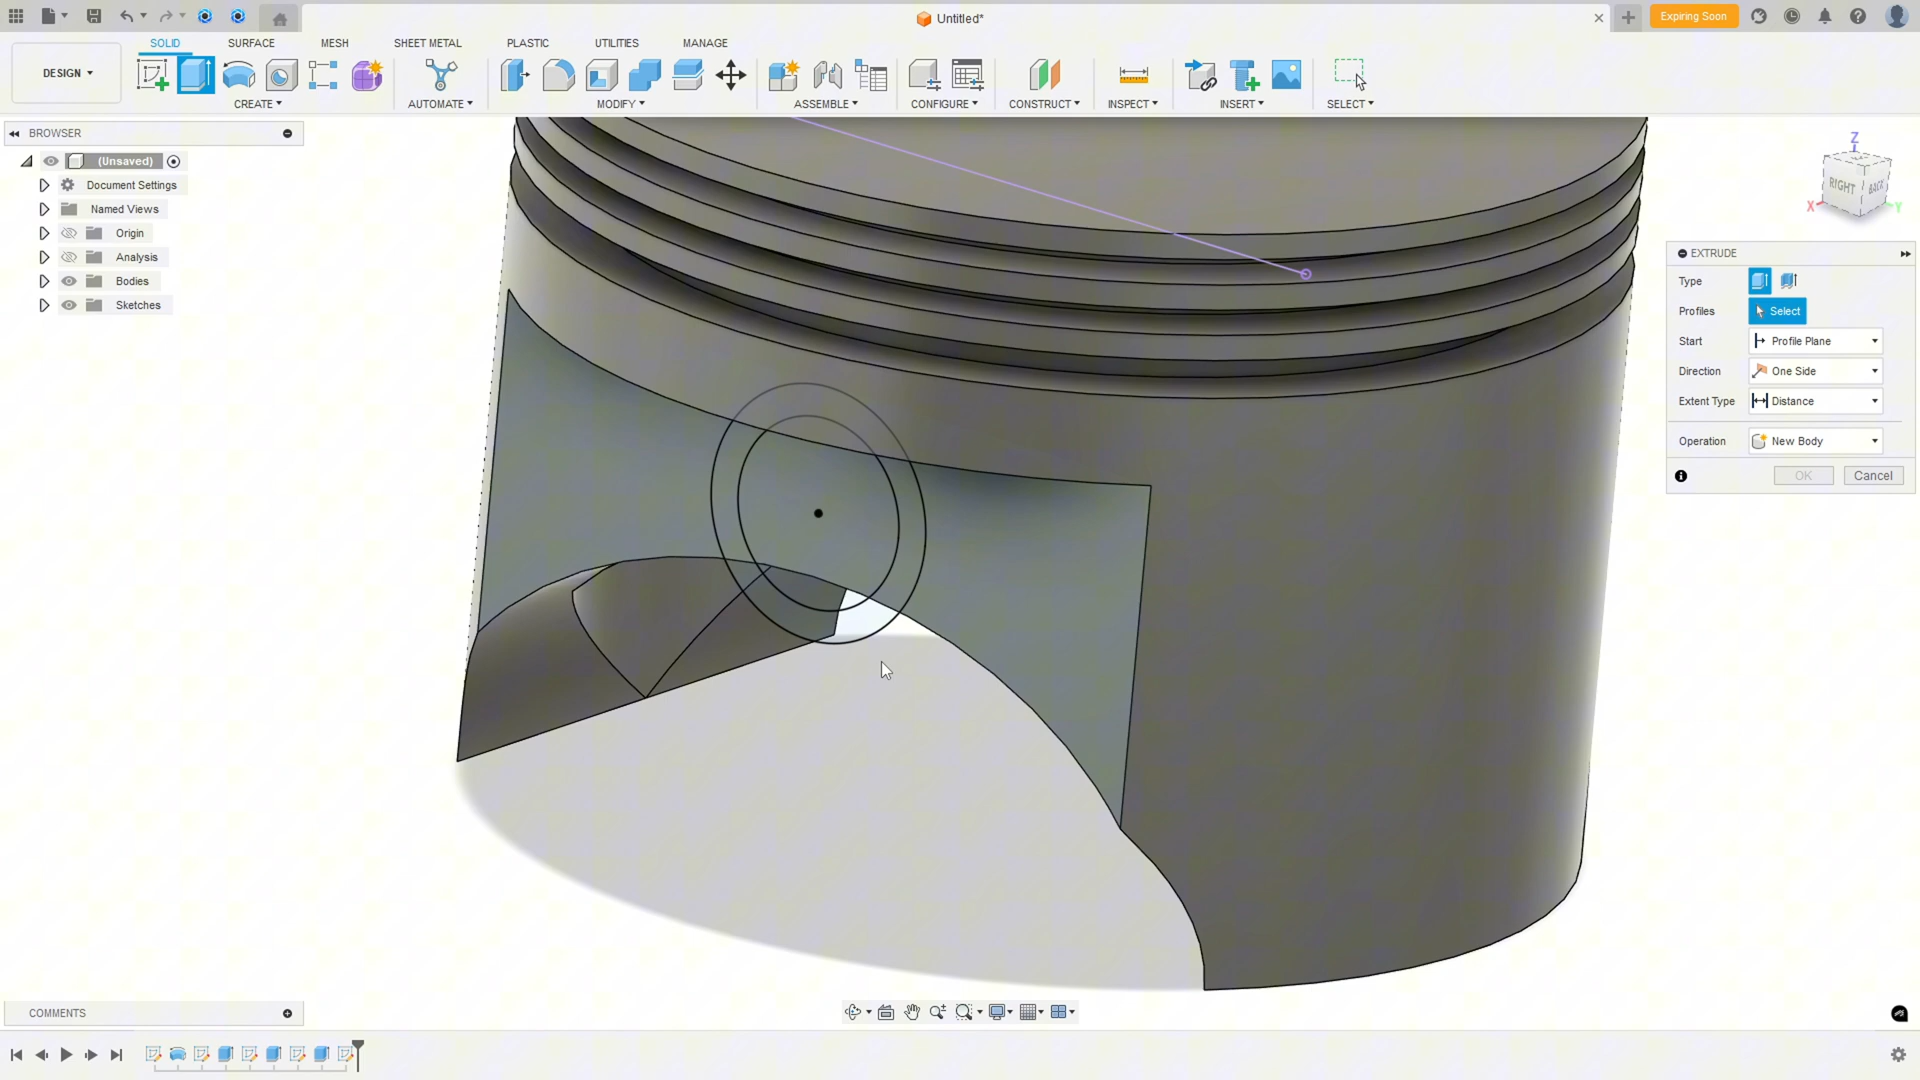 Untitled*
Expiring Soon
DESIGN
SOLID
SURFACE
MESH
SHEET METAL
PLASTIC
UTILITIES
MANAGE
CREATE
AUTOMATE
MODIFY
ASSEMBLE
CONFIGURE
CONSTRUCT
INSPECT
INSERT
SELECT
BROWSER
(Unsaved)
Document Settings
Named Views
Origin
Analysis
Bodies
Sketches
Z
RIGHT
BACK
X
Y
EXTRUDE
Type
Profiles
Select
Start
Profile Plane
Direction
One Side
Extent Type
Distance
Operation
New Body
OK
Cancel
COMMENTS